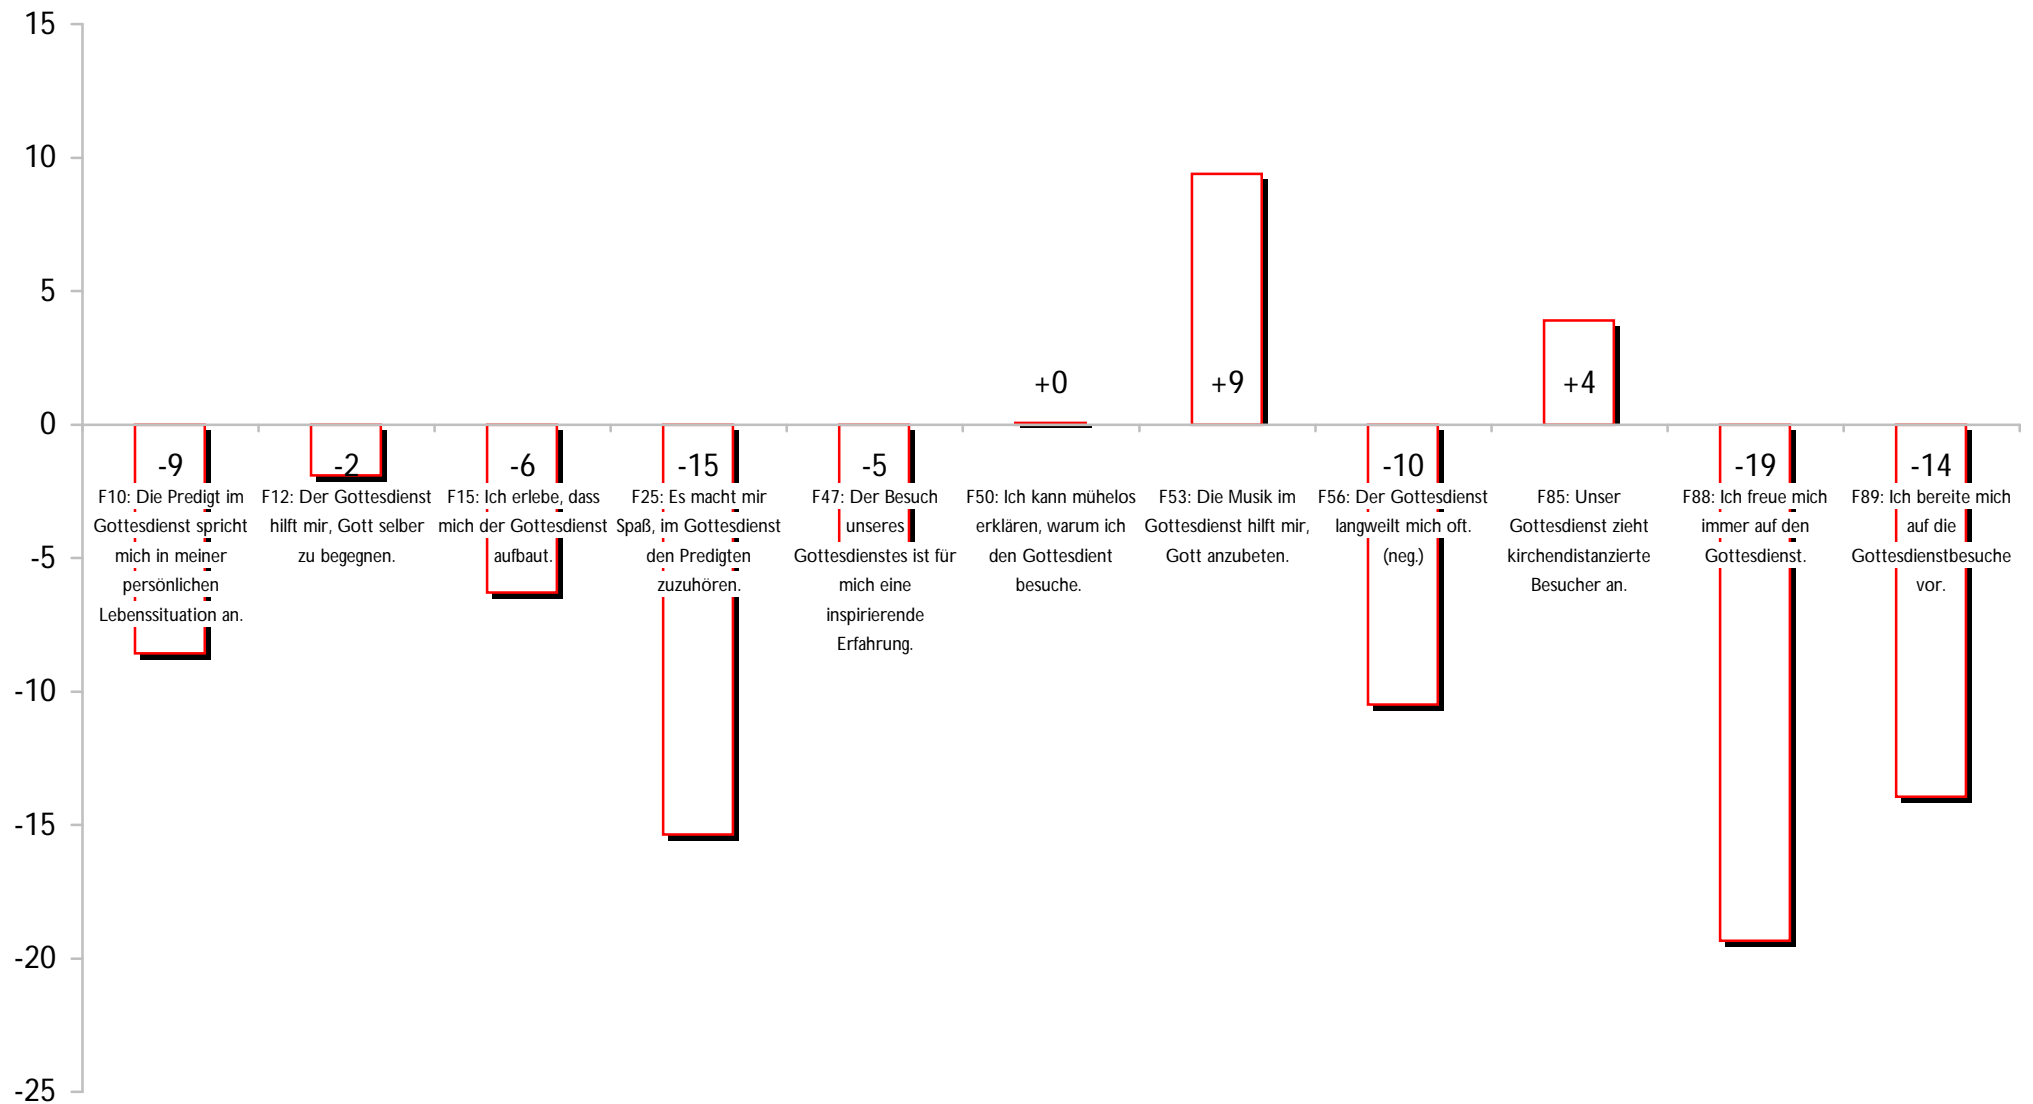 15
10
5
0
-5
-10
-15
-20
-25
-9
-2
-6
-15
-5
+0
+9
-10
+4
-19
-14
F10: Die Predigt im
Gottesdienst spricht
mich in meiner
persönlichen
Lebenssituation an.
F12: Der Gottesdienst
hilft mir, Gott selber
zu begegnen.
F15: Ich erlebe, dass
mich der Gottesdienst
aufbaut.
F25: Es macht mir
Spaß, im Gottesdienst
den Predigten
zuzuhören.
F47: Der Besuch
unseres
Gottesdienstes ist für
mich eine
inspirierende
Erfahrung.
F50: Ich kann mühelos
erklären, warum ich
den Gottesdient
besuche.
F53: Die Musik im
Gottesdienst hilft mir,
Gott anzubeten.
F56: Der Gottesdienst
langweilt mich oft.
(neg.)
F85: Unser
Gottesdienst zieht
kirchendistanzierte
Besucher an.
F88: Ich freue mich
immer auf den
Gottesdienst.
F89: Ich bereite mich
auf die
Gottesdienstbesuche
vor.